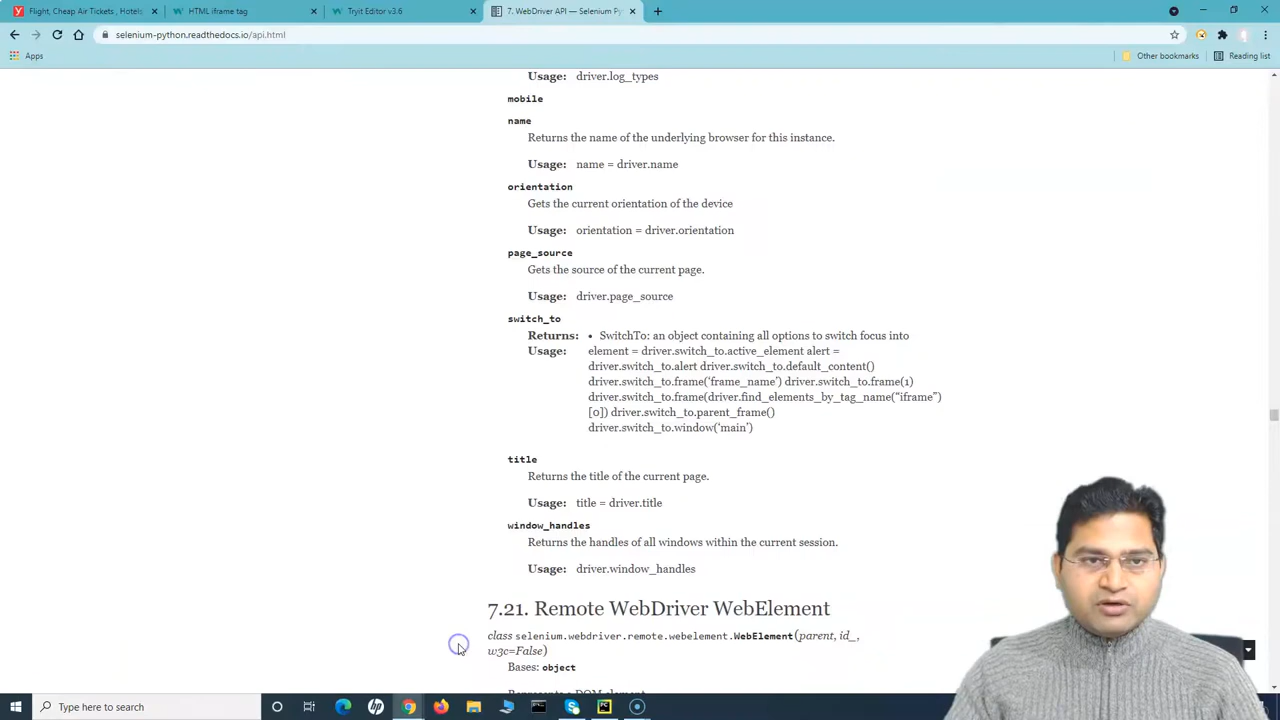 Flight, Cheap Air Tickets , Hotels
HTML iframe tag
Tryit Editor v3.6
7. WebDriver API — Selenium Py
selenium-python.readthedocs.io/api.html
Apps
Other bookmarks
Reading list
Usage: driver.log_types
mobile
name
Returns the name of the underlying browser for this instance.
Usage: name = driver.name
orientation
Gets the current orientation of the device
Usage: orientation = driver.orientation
page_source
Gets the source of the current page.
Usage: driver.page_source
switch_to
Returns: • SwitchTo: an object containing all options to switch focus into
Usage: element = driver.switch_to.active_element alert =
driver.switch_to.alert driver.switch_to.default_content()
driver.switch_to.frame(‘frame_name’) driver.switch_to.frame(1)
driver.switch_to.frame(driver.find_elements_by_tag_name(“iframe”)
[0]) driver.switch_to.parent_frame()
driver.switch_to.window(‘main’)
title
Returns the title of the current page.
Usage: title = driver.title
window_handles
Returns the handles of all windows within the current session.
Usage: driver.window_handles
7.21. Remote WebDriver WebElement
class selenium.webdriver.remote.webelement.WebElement(parent, id_,
w3c=False)
Bases: object
Represents a DOM element
Type here to search